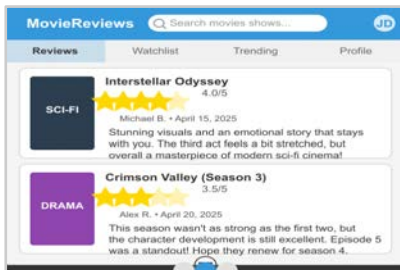 MovieReviews
Search movies shows...
JD
Reviews
Watchlist
Trending
Profile
SCI-FI
Interstellar Odyssey
4.0/5
Michael B. • April 15, 2025
Stunning visuals and an emotional story that stays
with you. The third act feels a bit stretched, but
overall a masterpiece of modern sci-fi cinema!
DRAMA
Crimson Valley (Season 3)
3.5/5
Alex R. • April 20, 2025
This season wasn't as strong as the first two, but
the character development is still excellent. Episode 5
was a standout! Hope they renew for season 4.